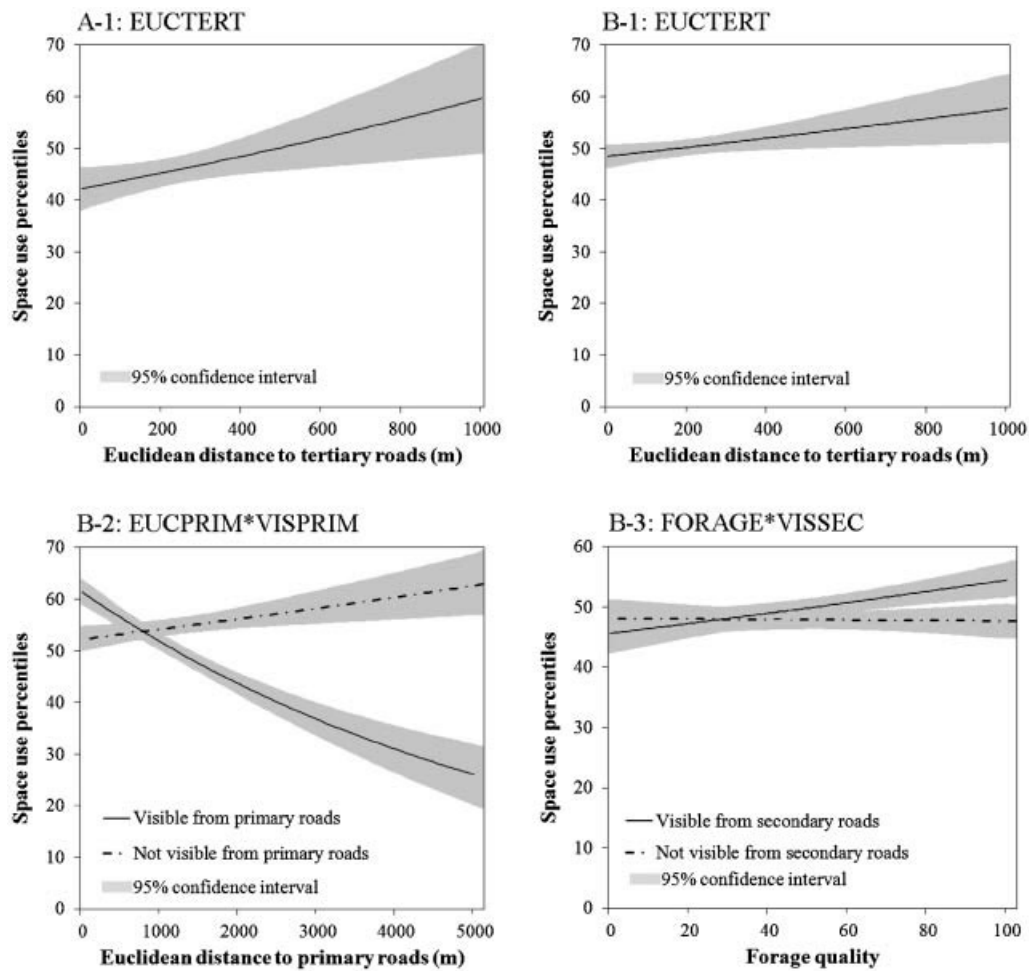 A-1: EUCTERT
70
60
50
40
30
20
10
0
Space use percentiles
95% confidence interval
0 200 400 600 800 1000
Euclidean distance to tertiary roads (m)
B-1: EUCTERT
70
60
50
40
30
20
10
0
Space use percentiles
95% confidence interval
0 200 400 600 800 1000
Euclidean distance to tertiary roads (m)
B-2: EUCPRIM*VISPRIM
70
60
50
40
30
20
10
0
Space use percentiles
Visible from primary roads
Not visible from primary roads
95% confidence interval
0 1000 2000 3000 4000 5000
Euclidean distance to primary roads (m)
B-3: FORAGE*VISSEC
60
50
40
30
20
10
0
Space use percentiles
Visible from secondary roads
Not visible from secondary roads
95% confidence interval
0 20 40 60 80 100
Forage quality